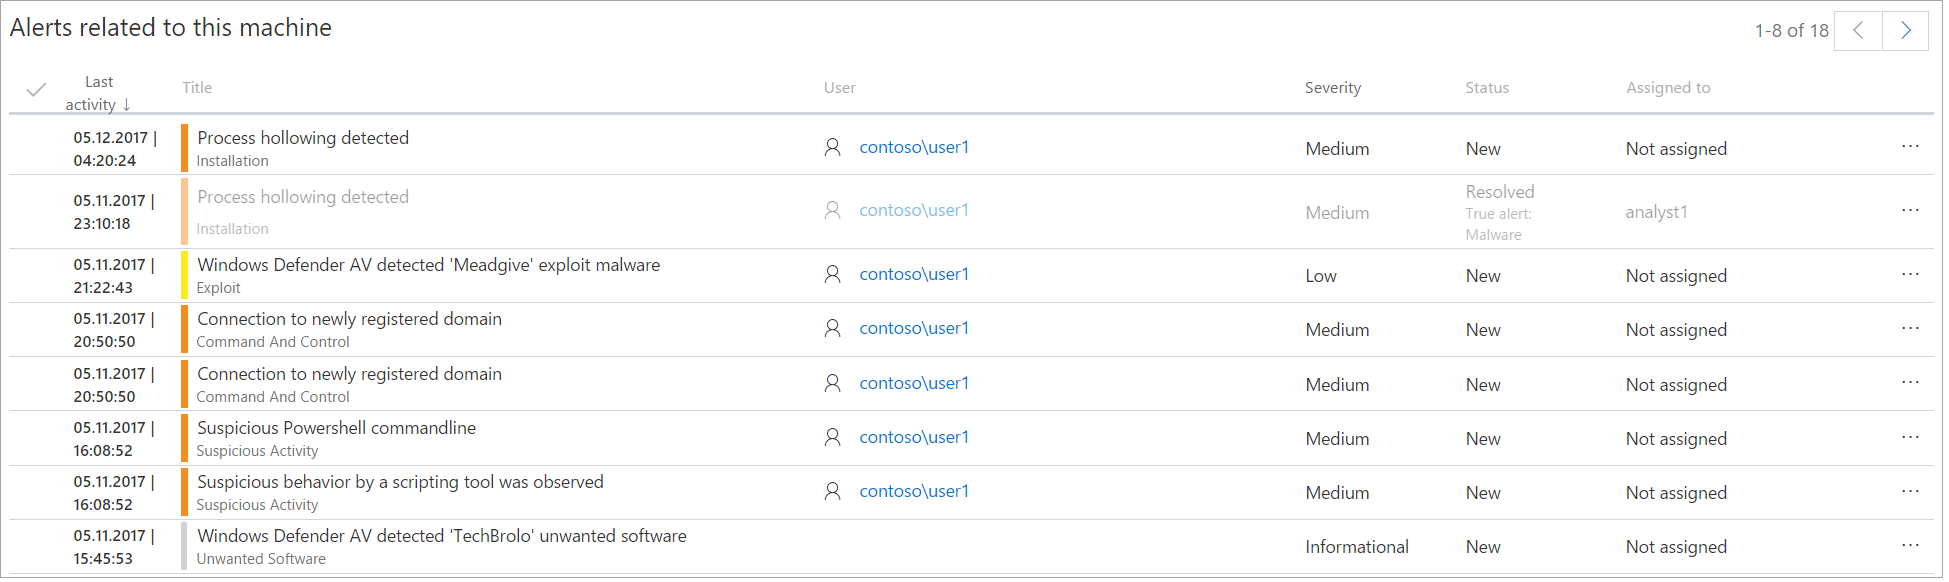 Alerts related to this machine
1-8 of 18
Last activity ↓ Title User Severity Status Assigned to
05.12.2017 | 04:20:24 Process hollowing detected contoso\user1 Medium New Not assigned ...
Installation
05.11.2017 | 23:10:18 Process hollowing detected contoso\user1 Medium Resolved analyst1 ...
Installation True alert: Malware
05.11.2017 | 21:22:43 Windows Defender AV detected 'Meadgive' exploit malware contoso\user1 Low New Not assigned ...
Exploit
05.11.2017 | 20:50:50 Connection to newly registered domain contoso\user1 Medium New Not assigned ...
Command And Control
05.11.2017 | 20:50:50 Connection to newly registered domain contoso\user1 Medium New Not assigned ...
Command And Control
05.11.2017 | 16:08:52 Suspicious Powershell commandline contoso\user1 Medium New Not assigned ...
Suspicious Activity
05.11.2017 | 16:08:52 Suspicious behavior by a scripting tool was observed contoso\user1 Medium New Not assigned ...
Suspicious Activity
05.11.2017 | 15:45:53 Windows Defender AV detected 'TechBrolo' unwanted software Informational New Not assigned ...
Unwanted Software